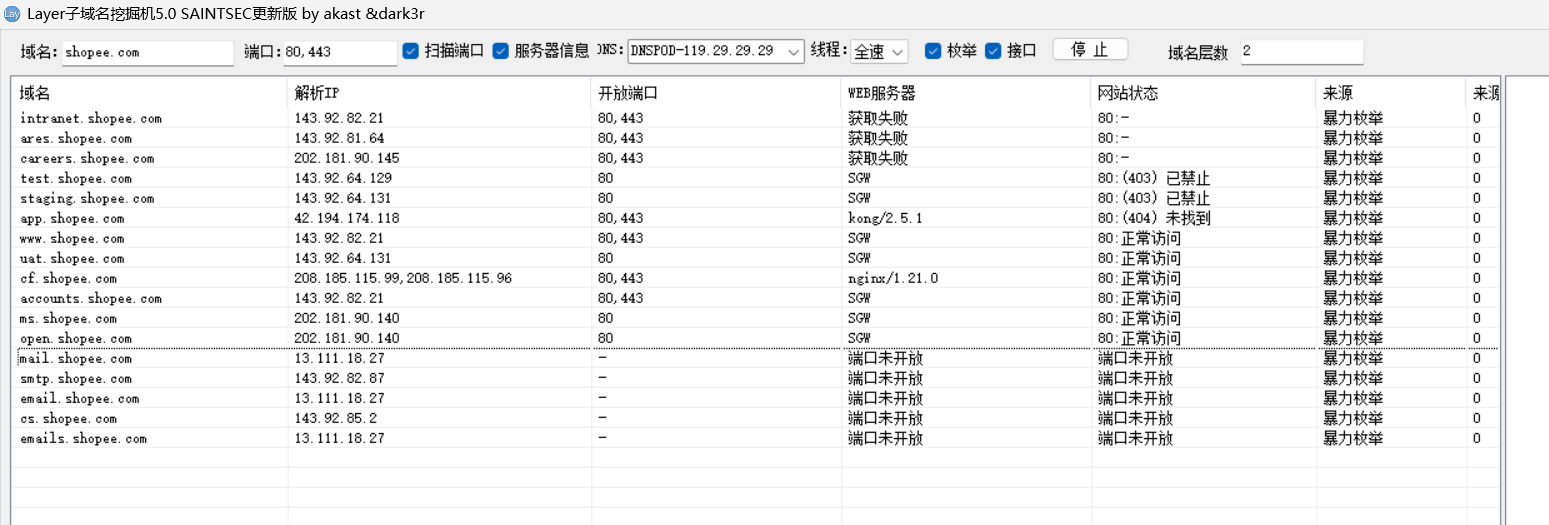 Lay Layer子域名挖掘机5.0 SAINTSEC更新版 by akast &dark3r
域名: shopee.com 端口: 80,443 扫描端口 服务器信息 DNS: DNSPOD-119.29.29.29 线程: 全速 枚举 接口 停 止 域名层数 2
域名 解析IP 开放端口 WEB服务器 网站状态 来源 来源
intranet.shopee.com 143.92.82.21 80,443 获取失败 80:- 暴力枚举 0
ares.shopee.com 143.92.81.64 80,443 获取失败 80:- 暴力枚举 0
careers.shopee.com 202.181.90.145 80,443 获取失败 80:- 暴力枚举 0
test.shopee.com 143.92.64.129 80 SGW 80:(403) 已禁止 暴力枚举 0
staging.shopee.com 143.92.64.131 80 SGW 80:(403) 已禁止 暴力枚举 0
app.shopee.com 42.194.174.118 80,443 kong/2.5.1 80:(404) 未找到 暴力枚举 0
www.shopee.com 143.92.82.21 80,443 SGW 80:正常访问 暴力枚举 0
uat.shopee.com 143.92.64.131 80 SGW 80:正常访问 暴力枚举 0
cf.shopee.com 208.185.115.99,208.185.115.96 80,443 nginx/1.21.0 80:正常访问 暴力枚举 0
accounts.shopee.com 143.92.82.21 80,443 SGW 80:正常访问 暴力枚举 0
ms.shopee.com 202.181.90.140 80 SGW 80:正常访问 暴力枚举 0
open.shopee.com 202.181.90.140 80 SGW 80:正常访问 暴力枚举 0
mail.shopee.com 13.111.18.27 - 端口未开放 端口未开放 暴力枚举 0
smtp.shopee.com 143.92.82.87 - 端口未开放 端口未开放 暴力枚举 0
email.shopee.com 13.111.18.27 - 端口未开放 端口未开放 暴力枚举 0
cs.shopee.com 143.92.85.2 - 端口未开放 端口未开放 暴力枚举 0
emails.shopee.com 13.111.18.27 - 端口未开放 端口未开放 暴力枚举 0